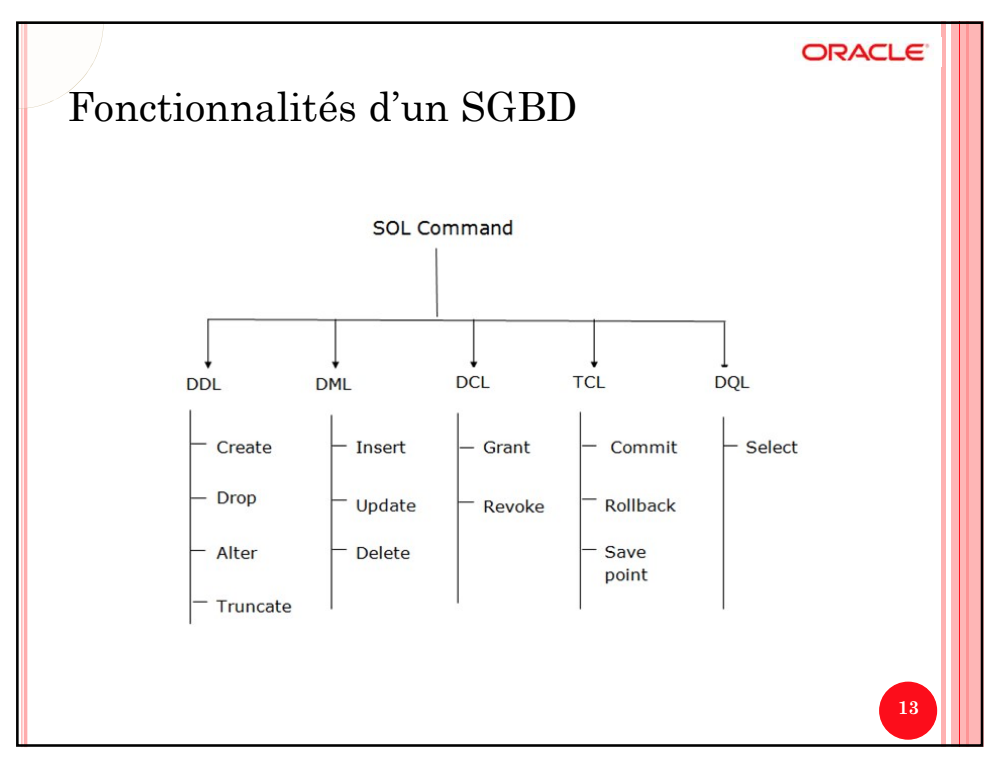 ORACLE
Fonctionnalités d'un SGBD
SOL Command
DDL
Create
Drop
Alter
Truncate
DML
Insert
Update
Delete
DCL
Grant
Revoke
TCL
Commit
Rollback
Save
point
DQL
Select
13